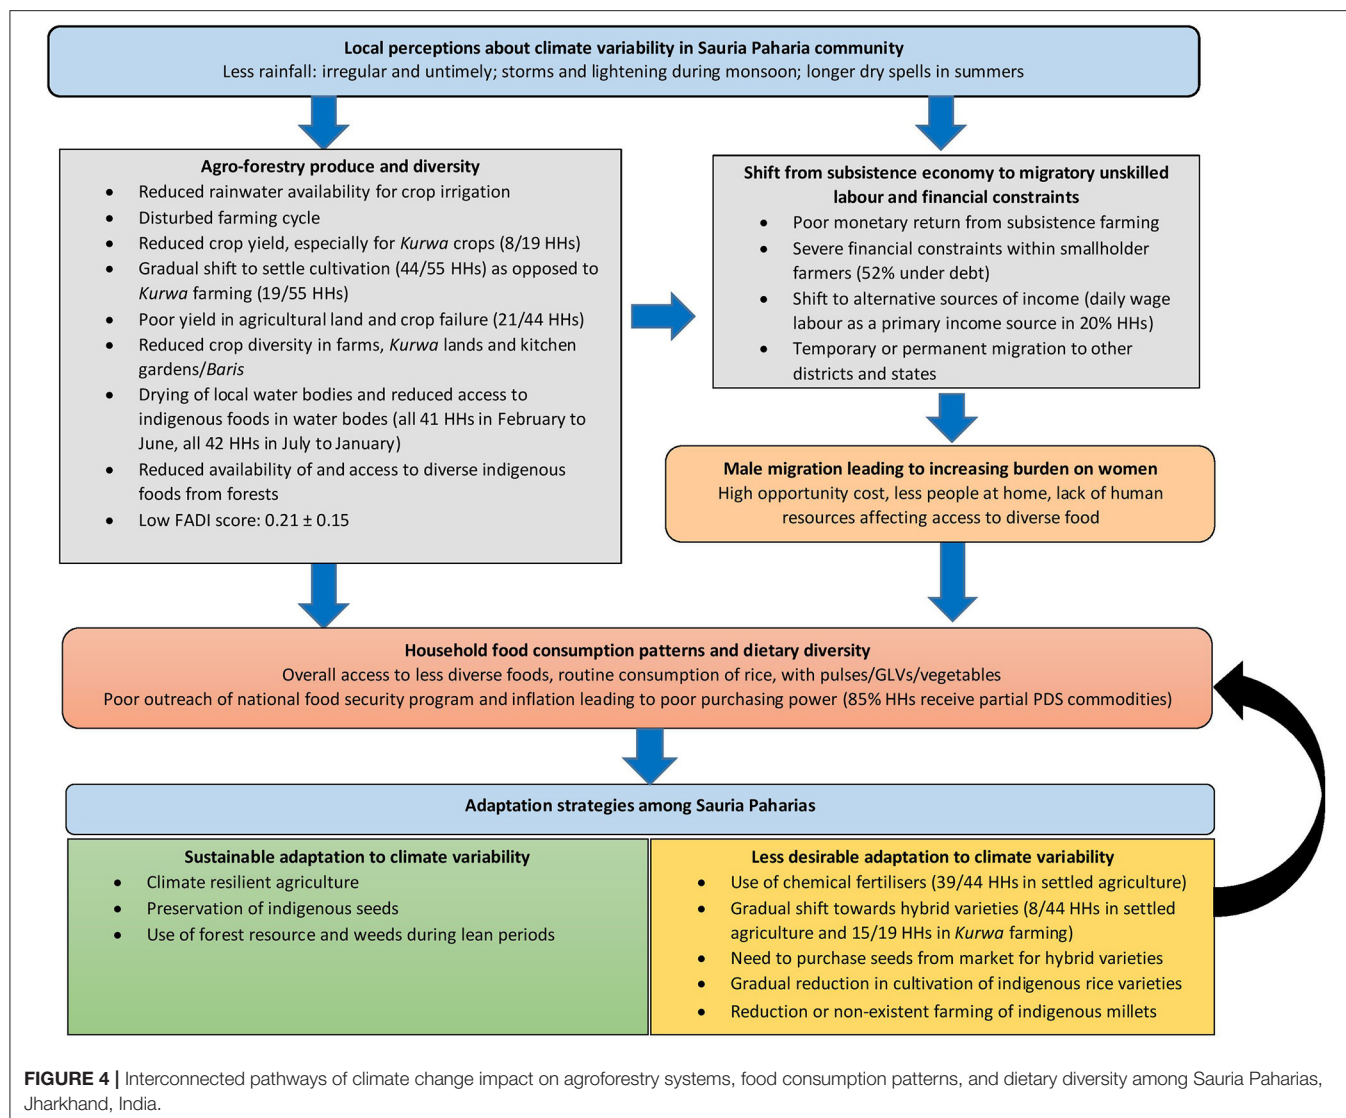 Local perceptions about climate variability in Sauria Paharia community
Less rainfall: irregular and untimely; storms and lightening during monsoon; longer dry spells in summers
Agro-forestry produce and diversity
• Reduced rainwater availability for crop irrigation
• Disturbed farming cycle
• Reduced crop yield, especially for Kurwa crops (8/19 HHs)
• Gradual shift to settle cultivation (44/55 HHs) as opposed to
Kurwa farming (19/55 HHs)
• Poor yield in agricultural land and crop failure (21/44 HHs)
• Reduced crop diversity in farms, Kurwa lands and kitchen
gardens/Baris
• Drying of local water bodies and reduced access to
indigenous foods in water bodes (all 41 HHs in February to
June, all 42 HHs in July to January)
• Reduced availability of and access to diverse indigenous
foods from forests
• Low FADI score: 0.21 ± 0.15
Shift from subsistence economy to migratory unskilled
labour and financial constraints
• Poor monetary return from subsistence farming
• Severe financial constraints within smallholder
farmers (52% under debt)
• Shift to alternative sources of income (daily wage
labour as a primary income source in 20% HHs)
• Temporary or permanent migration to other
districts and states
Male migration leading to increasing burden on women
High opportunity cost, less people at home, lack of human
resources affecting access to diverse food
Household food consumption patterns and dietary diversity
Overall access to less diverse foods, routine consumption of rice, with pulses/GLVs/vegetables
Poor outreach of national food security program and inflation leading to poor purchasing power (85% HHs receive partial PDS commodities)
Adaptation strategies among Sauria Paharias
Sustainable adaptation to climate variability
• Climate resilient agriculture
• Preservation of indigenous seeds
• Use of forest resource and weeds during lean periods
Less desirable adaptation to climate variability
• Use of chemical fertilisers (39/44 HHs in settled agriculture)
• Gradual shift towards hybrid varieties (8/44 HHs in settled
agriculture and 15/19 HHs in Kurwa farming)
• Need to purchase seeds from market for hybrid varieties
• Gradual reduction in cultivation of indigenous rice varieties
• Reduction or non-existent farming of indigenous millets
FIGURE 4 | Interconnected pathways of climate change impact on agroforestry systems, food consumption patterns, and dietary diversity among Sauria Paharias,
Jharkhand, India.